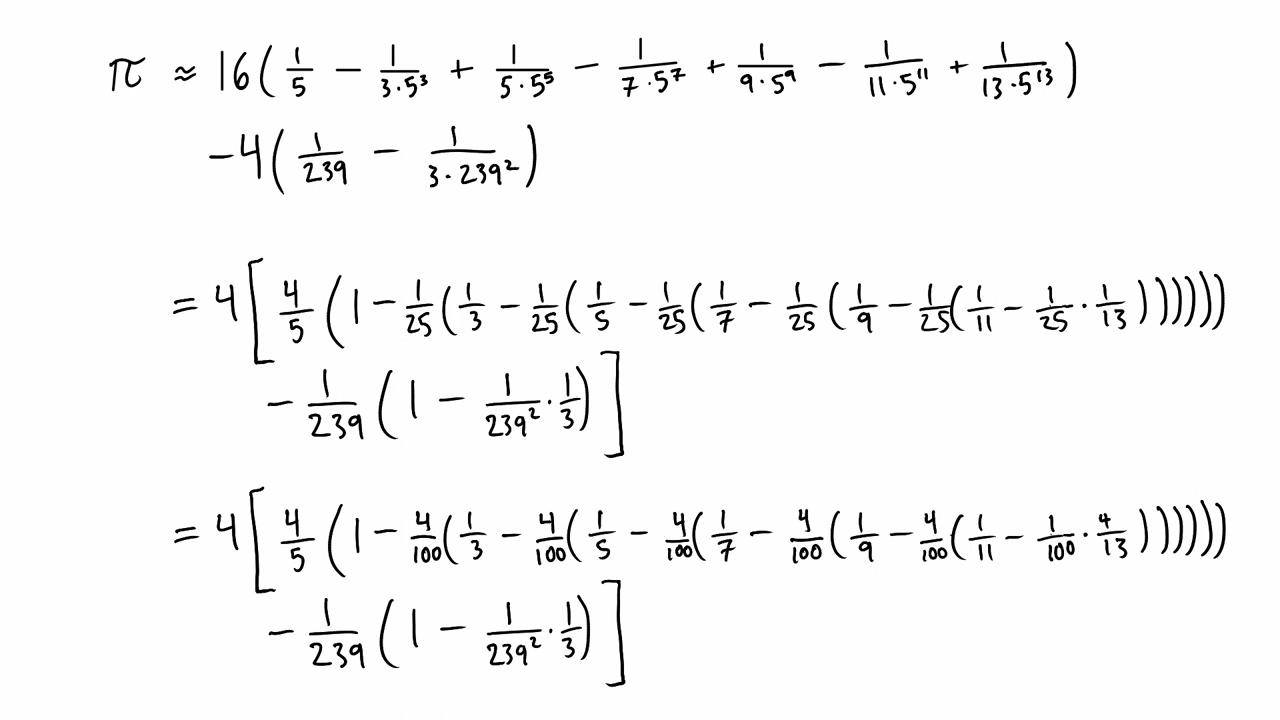 π ≈ 16(1/5 − 1/(3·5³) + 1/(5·5⁵) − 1/(7·5⁷) + 1/(9·5⁹) − 1/(11·5¹¹) + 1/(13·5¹³))
−4(1/239 − 1/(3·239²))
= 4[4/5(1 − 1/25(1/3 − 1/25(1/5 − 1/25(1/7 − 1/25(1/9 − 1/25(1/11 − 1/25·1/13))))))
− 1/239(1 − 1/239²·1/3)]
= 4[4/5(1 − 4/100(1/3 − 4/100(1/5 − 4/100(1/7 − 4/100(1/9 − 4/100(1/11 − 1/100·4/13))))))
− 1/239(1 − 1/239²·1/3)]